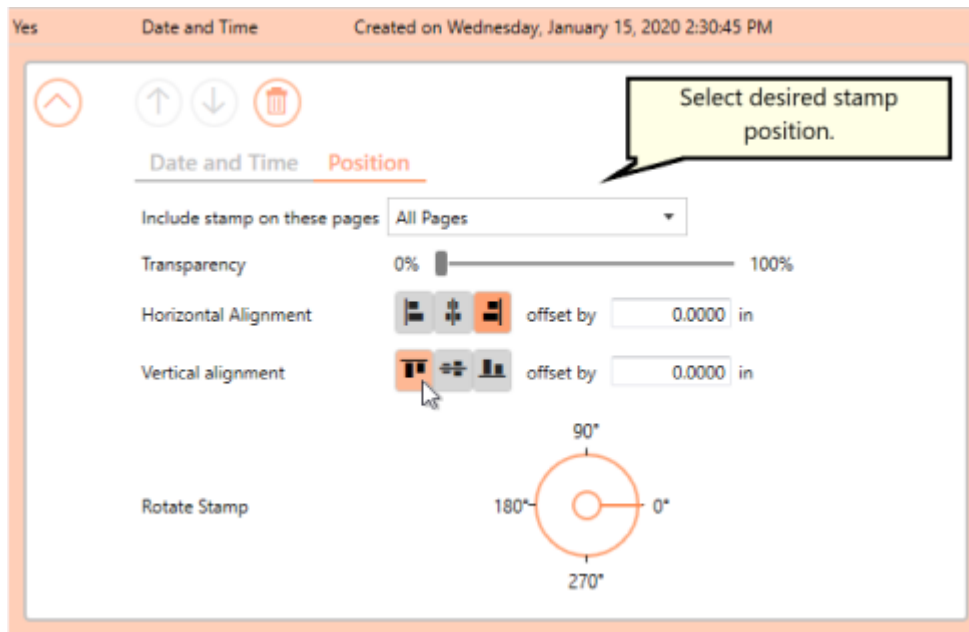 Yes Date and Time Created on Wednesday, January 15, 2020 2:30:45 PM
Select desired stamp
position.
Date and Time Position
Include stamp on these pages All Pages
Transparency 0% 100%
Horizontal Alignment offset by 0.0000 in
Vertical alignment offset by 0.0000 in
90°
Rotate Stamp 180° 0°
270°